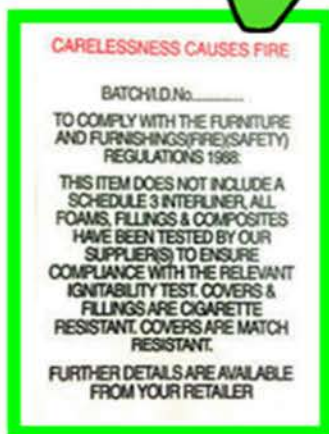 CARELESSNESS CAUSES FIRE
BATCH/I.D.No..............
TO COMPLY WITH THE FURNITURE
AND FURNISHINGS(FIRE)(SAFETY)
REGULATIONS 1988:
THIS ITEM DOES NOT INCLUDE A
SCHEDULE 3 INTERLINER, ALL
FOAMS, FILLINGS & COMPOSITES
HAVE BEEN TESTED BY OUR
SUPPLIER(S) TO ENSURE
COMPLIANCE WITH THE RELEVANT
IGNITABILITY TEST. COVERS &
FILLINGS ARE CIGARETTE
RESISTANT. COVERS ARE MATCH
RESISTANT.
FURTHER DETAILS ARE AVAILABLE
FROM YOUR RETAILER